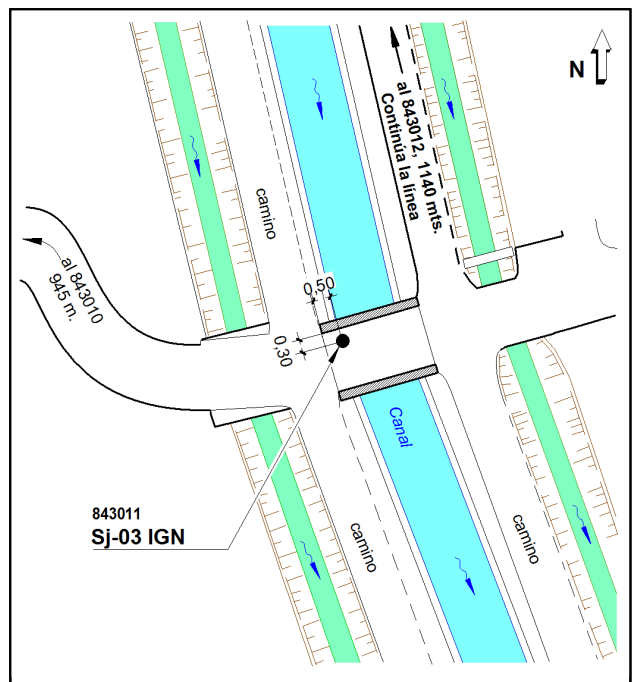 N
al 843012, 1140 mts.
Continúa la línea
camino
al 843010
945 m.
0,50
0,30
Canal
843011
Sj-03 IGN
camino
camino